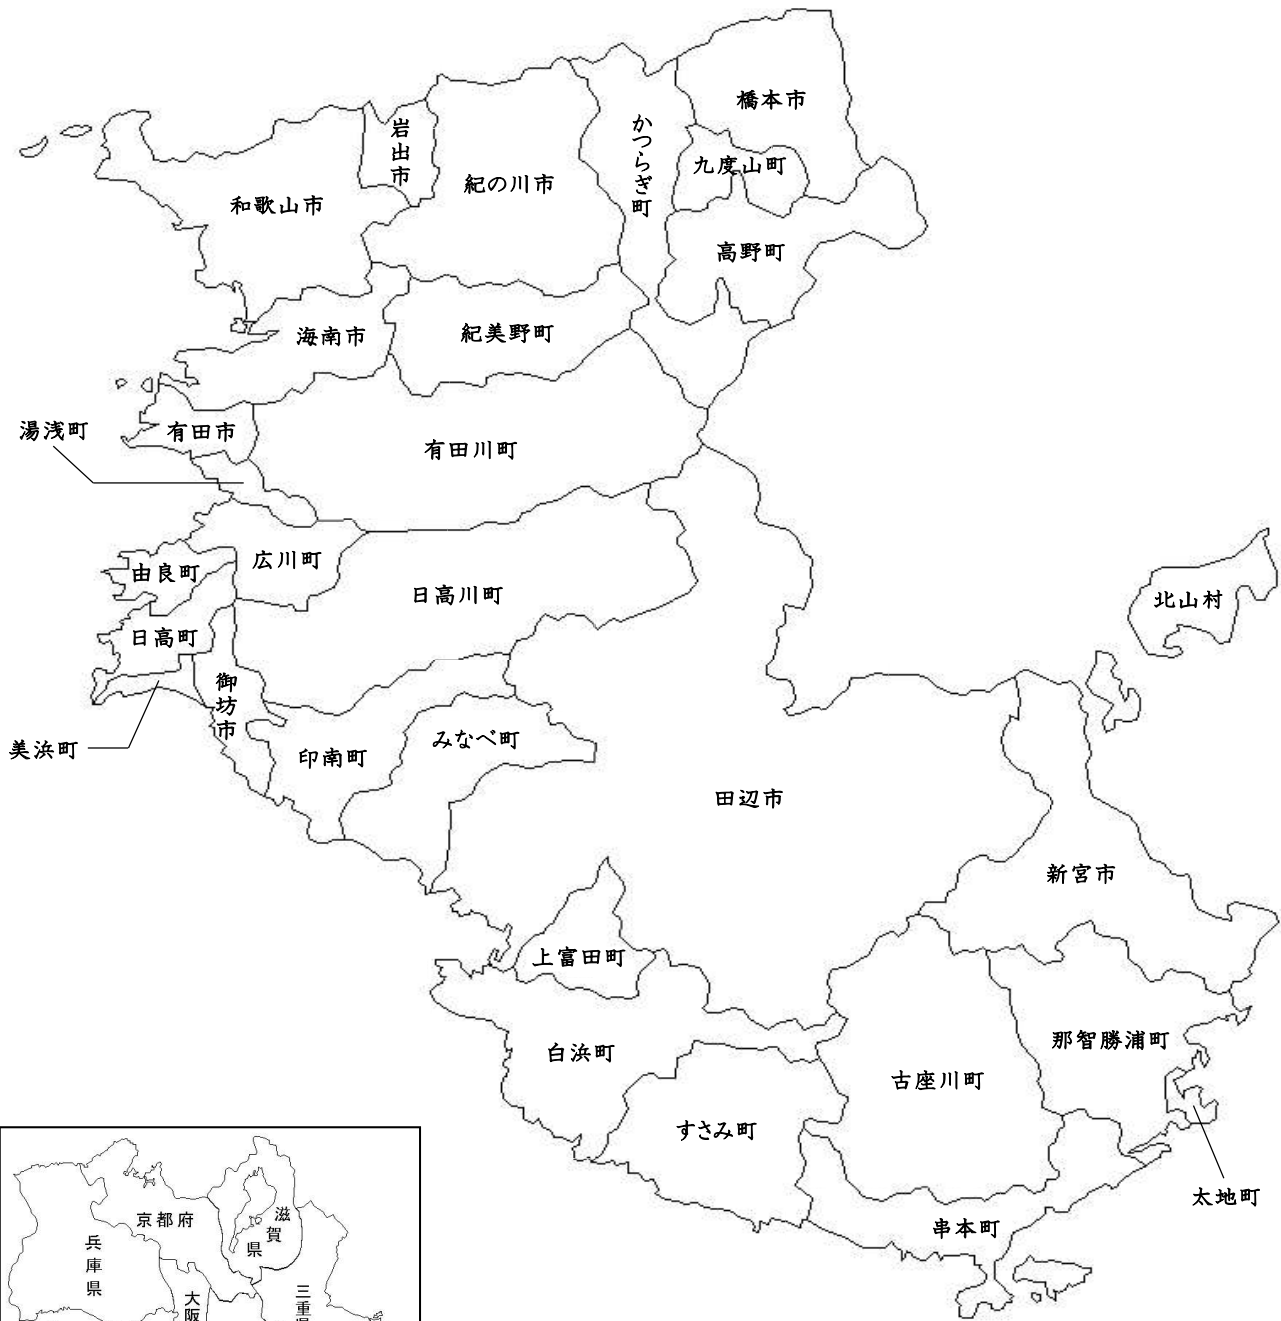 橋本市
岩出市
かつらぎ町
九度山町
紀の川市
和歌山市
高野町
海南市
紀美野町
湯浅町
有田市
有田川町
広川町
由良町
日高川町
北山村
日高町
御坊市
美浜町
印南町
みなべ町
田辺市
新宮市
上富田町
白浜町
那智勝浦町
古座川町
すさみ町
太地町
串本町
京都府
滋賀県
兵庫県
大阪
三重県